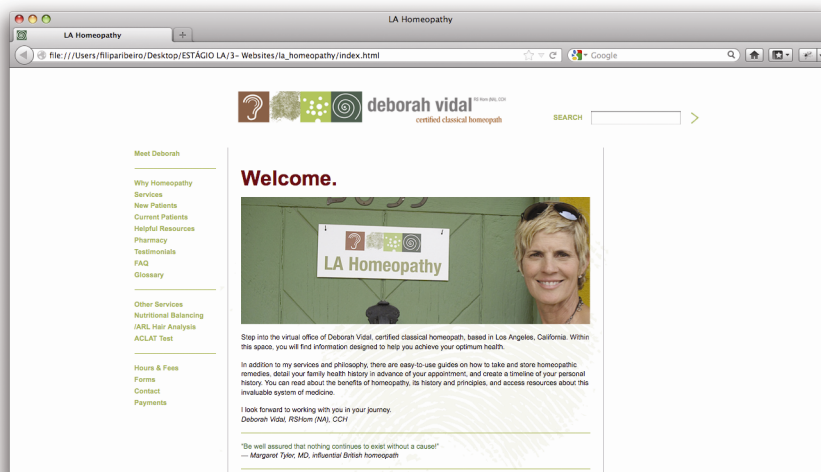 LA Homeopathy
LA Homeopathy
file:///Users/filiparibeiro/Desktop/ESTÁGIO LA/3- Websites/la_homeopathy/index.html
Google
deborah vidal RSHom (NA), CCH
certified classical homeopath
SEARCH
Meet Deborah
Why Homeopathy
Services
New Patients
Current Patients
Helpful Resources
Pharmacy
Testimonials
FAQ
Glossary
Other Services
Nutritional Balancing
/ARL Hair Analysis
ACLAT Test
Hours & Fees
Forms
Contact
Payments
Welcome.
LA Homeopathy
Step into the virtual office of Deborah Vidal, certified classical homeopath, based in Los Angeles, California. Within
this space, you will find information designed to help you achieve your optimum health.
In addition to my services and philosophy, there are easy-to-use guides on how to take and store homeopathic
remedies, detail your family health history in advance of your appointment, and create a timeline of your personal
history. You can read about the benefits of homeopathy, its history and principles, and access resources about this
invaluable system of medicine.
I look forward to working with you in your journey.
Deborah Vidal, RSHom (NA), CCH
"Be well assured that nothing continues to exist without a cause!"
— Margaret Tyler, MD, influential British homeopath